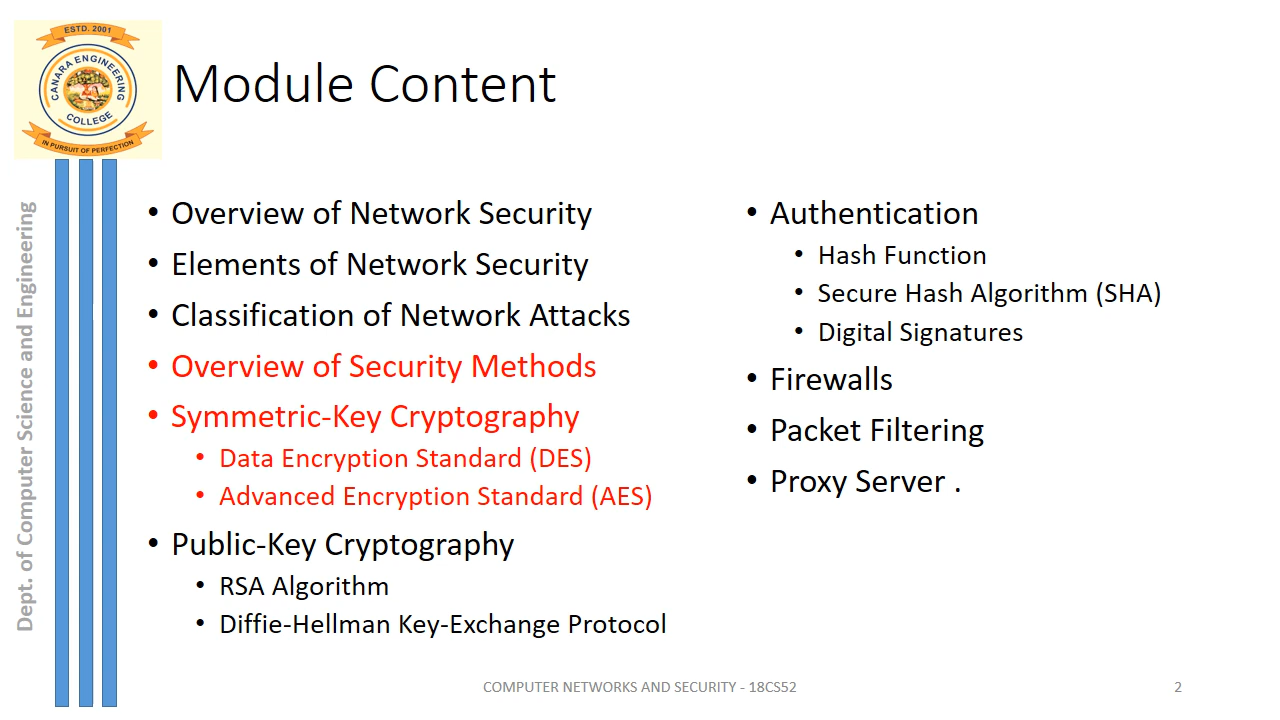 ESTD. 2001
CANARA ENGINEERING
COLLEGE
IN PURSUIT OF PERFECTION
Module Content
Dept. of Computer Science and Engineering
• Overview of Network Security
• Elements of Network Security
• Classification of Network Attacks
• Overview of Security Methods
• Symmetric-Key Cryptography
• Data Encryption Standard (DES)
• Advanced Encryption Standard (AES)
• Public-Key Cryptography
• RSA Algorithm
• Diffie-Hellman Key-Exchange Protocol
• Authentication
• Hash Function
• Secure Hash Algorithm (SHA)
• Digital Signatures
• Firewalls
• Packet Filtering
• Proxy Server .
COMPUTER NETWORKS AND SECURITY - 18CS52
2